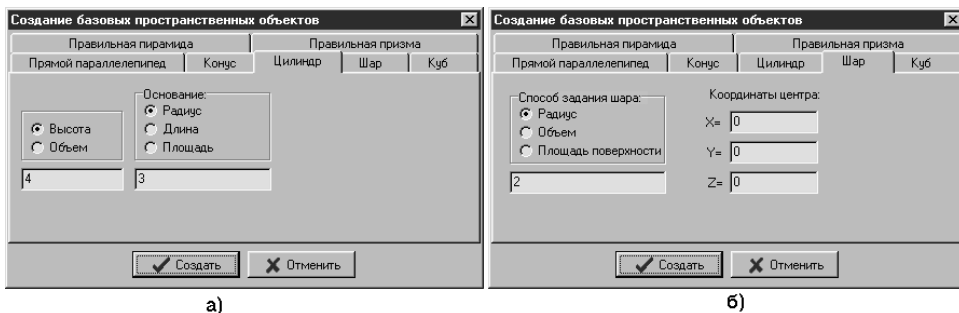 Создание базовых пространственных объектов
Правильная пирамида Правильная призма
Прямой параллелепипед Конус Цилиндр Шар Куб
Основание:
Радиус
Высота Длина
Объем Площадь
4 3
Создать Отменить
а)
Создание базовых пространственных объектов
Правильная пирамида Правильная призма
Прямой параллелепипед Конус Цилиндр Шар Куб
Способ задания шара: Координаты центра:
Радиус X= 0
Объем
Площадь поверхности Y= 0
2 Z= 0
Создать Отменить
б)